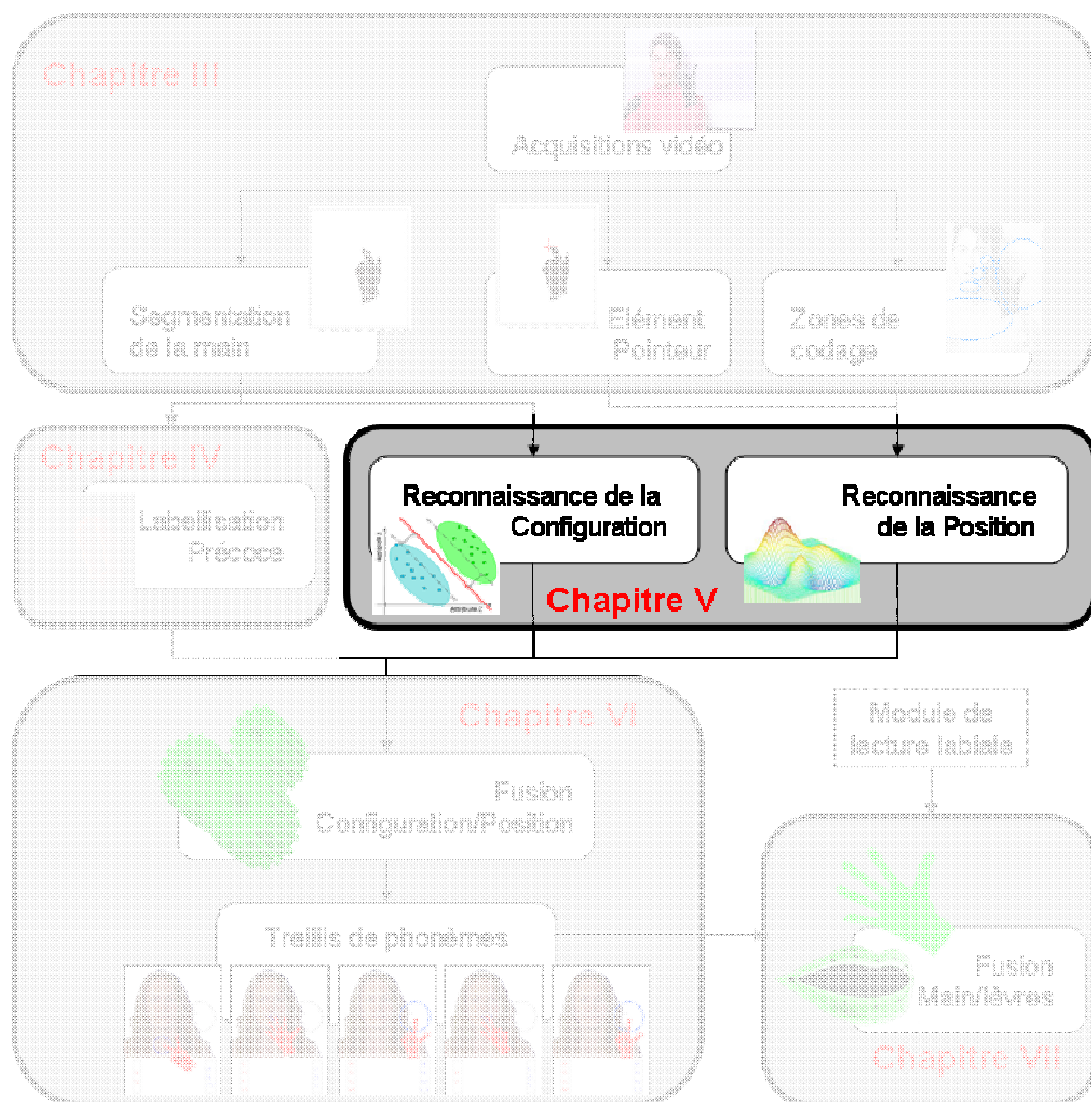 Chapitre III
Acquisitions vidéo
Segmentation
de la main
Elément
Pointeur
Zones de
codage
Chapitre IV
Labellisation
Précoce
Reconnaissance de la
Configuration
Reconnaissance
de la Position
Chapitre V
Chapitre VI
Fusion
Configuration/Position
Treillis de phonèmes
Module de
lecture labiale
Fusion
Main/lèvres
Chapitre VII